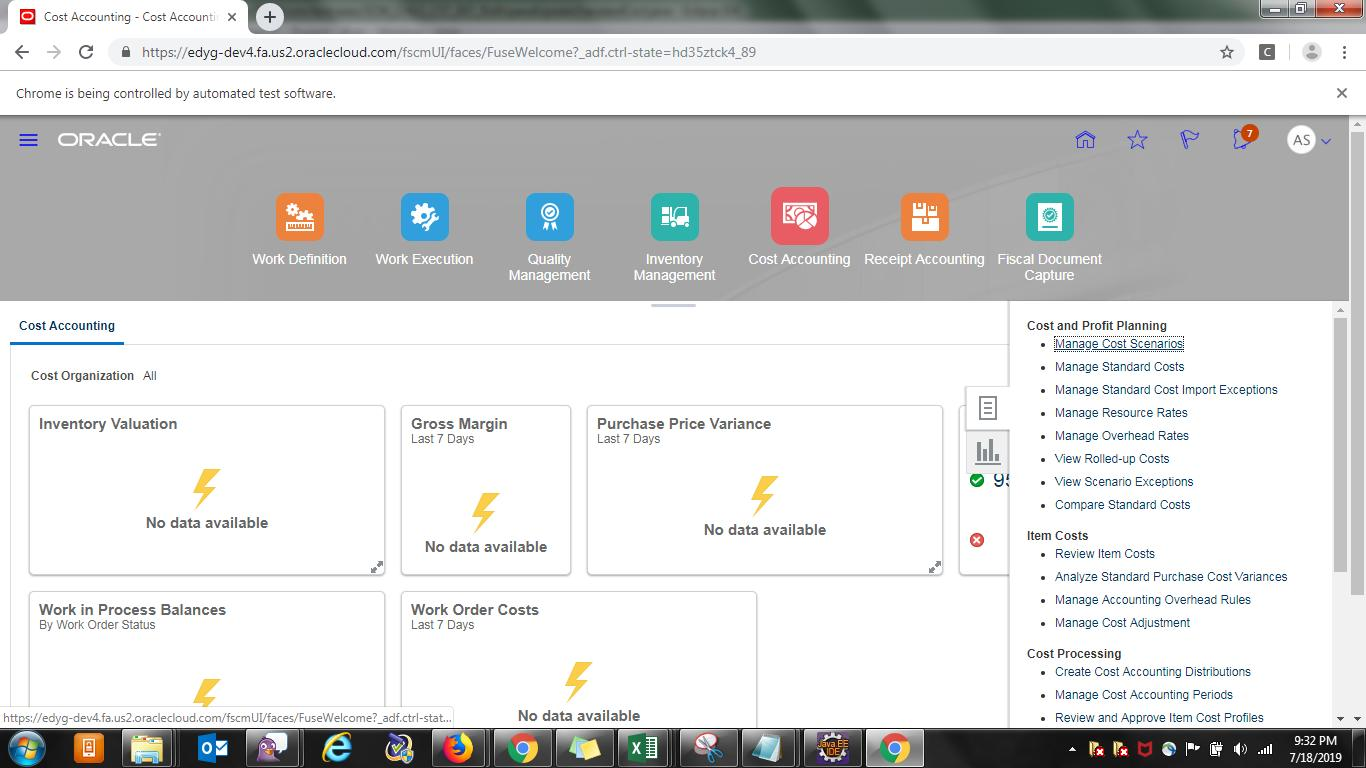 Cost Accounting - Cost Accountin
https://edyg-dev4.fa.us2.oraclecloud.com/fscmUI/faces/FuseWelcome?_adf.ctrl-state=hd35ztck4_89
C
Chrome is being controlled by automated test software.
ORACLE
7
AS
Work Definition
Work Execution
Quality
Management
Inventory
Management
Cost Accounting
Receipt Accounting
Fiscal Document
Capture
Cost Accounting
Cost Organization All
Inventory Valuation
No data available
Gross Margin
Last 7 Days
No data available
Purchase Price Variance
Last 7 Days
No data available
Work in Process Balances
By Work Order Status
Work Order Costs
Last 7 Days
No data available
Cost and Profit Planning
Manage Cost Scenarios
Manage Standard Costs
Manage Standard Cost Import Exceptions
Manage Resource Rates
Manage Overhead Rates
View Rolled-up Costs
View Scenario Exceptions
Compare Standard Costs
Item Costs
Review Item Costs
Analyze Standard Purchase Cost Variances
Manage Accounting Overhead Rules
Manage Cost Adjustment
Cost Processing
Create Cost Accounting Distributions
Manage Cost Accounting Periods
Review and Approve Item Cost Profiles
https://edyg-dev4.fa.us2.oraclecloud.com/fscmUI/faces/FuseWelcome?_adf.ctrl-stat...
Java EE
IDE
9:32 PM
7/18/2019